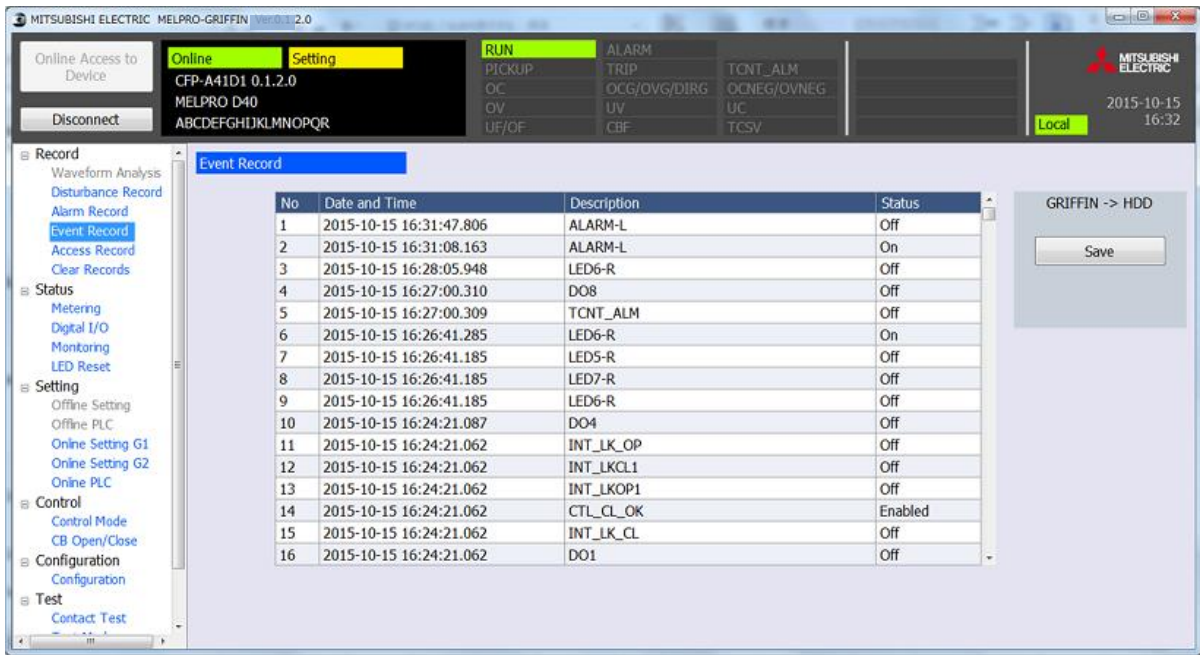 MITSUBISHI ELECTRIC MELPRO-GRIFFIN Ver.0.1.2.0
Online Access to
Device
Disconnect
Online Setting
CFP-A41D1 0.1.2.0
MELPRO D40
ABCDEFGHIJKLMNOPQR
RUN ALARM
PICKUP TRIP TCNT_ALM
OC OCG/OVG/DIRG OCNEG/OVNEG
OV UV UC
UF/OF CBF TCSV
MITSUBISHI
ELECTRIC
2015-10-15
Local 16:32
Record
Waveform Analysis
Disturbance Record
Alarm Record
Event Record
Access Record
Clear Records
Status
Metering
Digital I/O
Monitoring
LED Reset
Setting
Offline Setting
Offline PLC
Online Setting G1
Online Setting G2
Online PLC
Control
Control Mode
CB Open/Close
Configuration
Configuration
Test
Contact Test
Event Record
No Date and Time Description Status
1 2015-10-15 16:31:47.806 ALARM-L Off
2 2015-10-15 16:31:08.163 ALARM-L On
3 2015-10-15 16:28:05.948 LED6-R Off
4 2015-10-15 16:27:00.310 DO8 Off
5 2015-10-15 16:27:00.309 TCNT_ALM Off
6 2015-10-15 16:26:41.285 LED6-R On
7 2015-10-15 16:26:41.185 LED5-R Off
8 2015-10-15 16:26:41.185 LED7-R Off
9 2015-10-15 16:26:41.185 LED6-R Off
10 2015-10-15 16:24:21.087 DO4 Off
11 2015-10-15 16:24:21.062 INT_LK_OP Off
12 2015-10-15 16:24:21.062 INT_LKCL1 Off
13 2015-10-15 16:24:21.062 INT_LKOP1 Off
14 2015-10-15 16:24:21.062 CTL_CL_OK Enabled
15 2015-10-15 16:24:21.062 INT_LK_CL Off
16 2015-10-15 16:24:21.062 DO1 Off
GRIFFIN -> HDD
Save